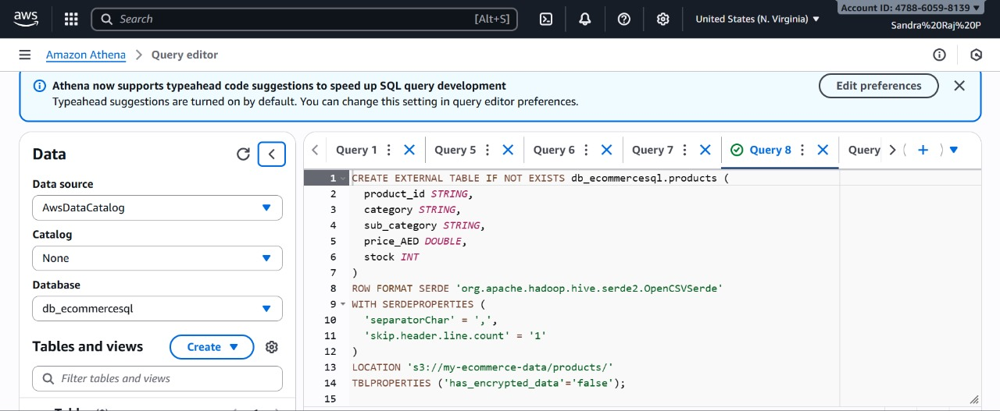 aws
Search [Alt+S]
United States (N. Virginia)
Account ID: 4788-6059-8139
Sandra%20Raj%20P
Amazon Athena > Query editor
Athena now supports typeahead code suggestions to speed up SQL query development
Typeahead suggestions are turned on by default. You can change this setting in query editor preferences.
Edit preferences
Data
Data source
AwsDataCatalog
Catalog
None
Database
db_ecommercesql
Tables and views
Create
Filter tables and views
Query 1
Query 5
Query 6
Query 7
Query 8
Query
1 CREATE EXTERNAL TABLE IF NOT EXISTS db_ecommercesql.products (
2 product_id STRING,
3 category STRING,
4 sub_category STRING,
5 price_AED DOUBLE,
6 stock INT
7 )
8 ROW FORMAT SERDE 'org.apache.hadoop.hive.serde2.OpenCSVSerde'
9 WITH SERDEPROPERTIES (
10 'separatorChar' = ',',
11 'skip.header.line.count' = '1'
12 )
13 LOCATION 's3://my-ecommerce-data/products/'
14 TBLPROPERTIES ('has_encrypted_data'='false');
15